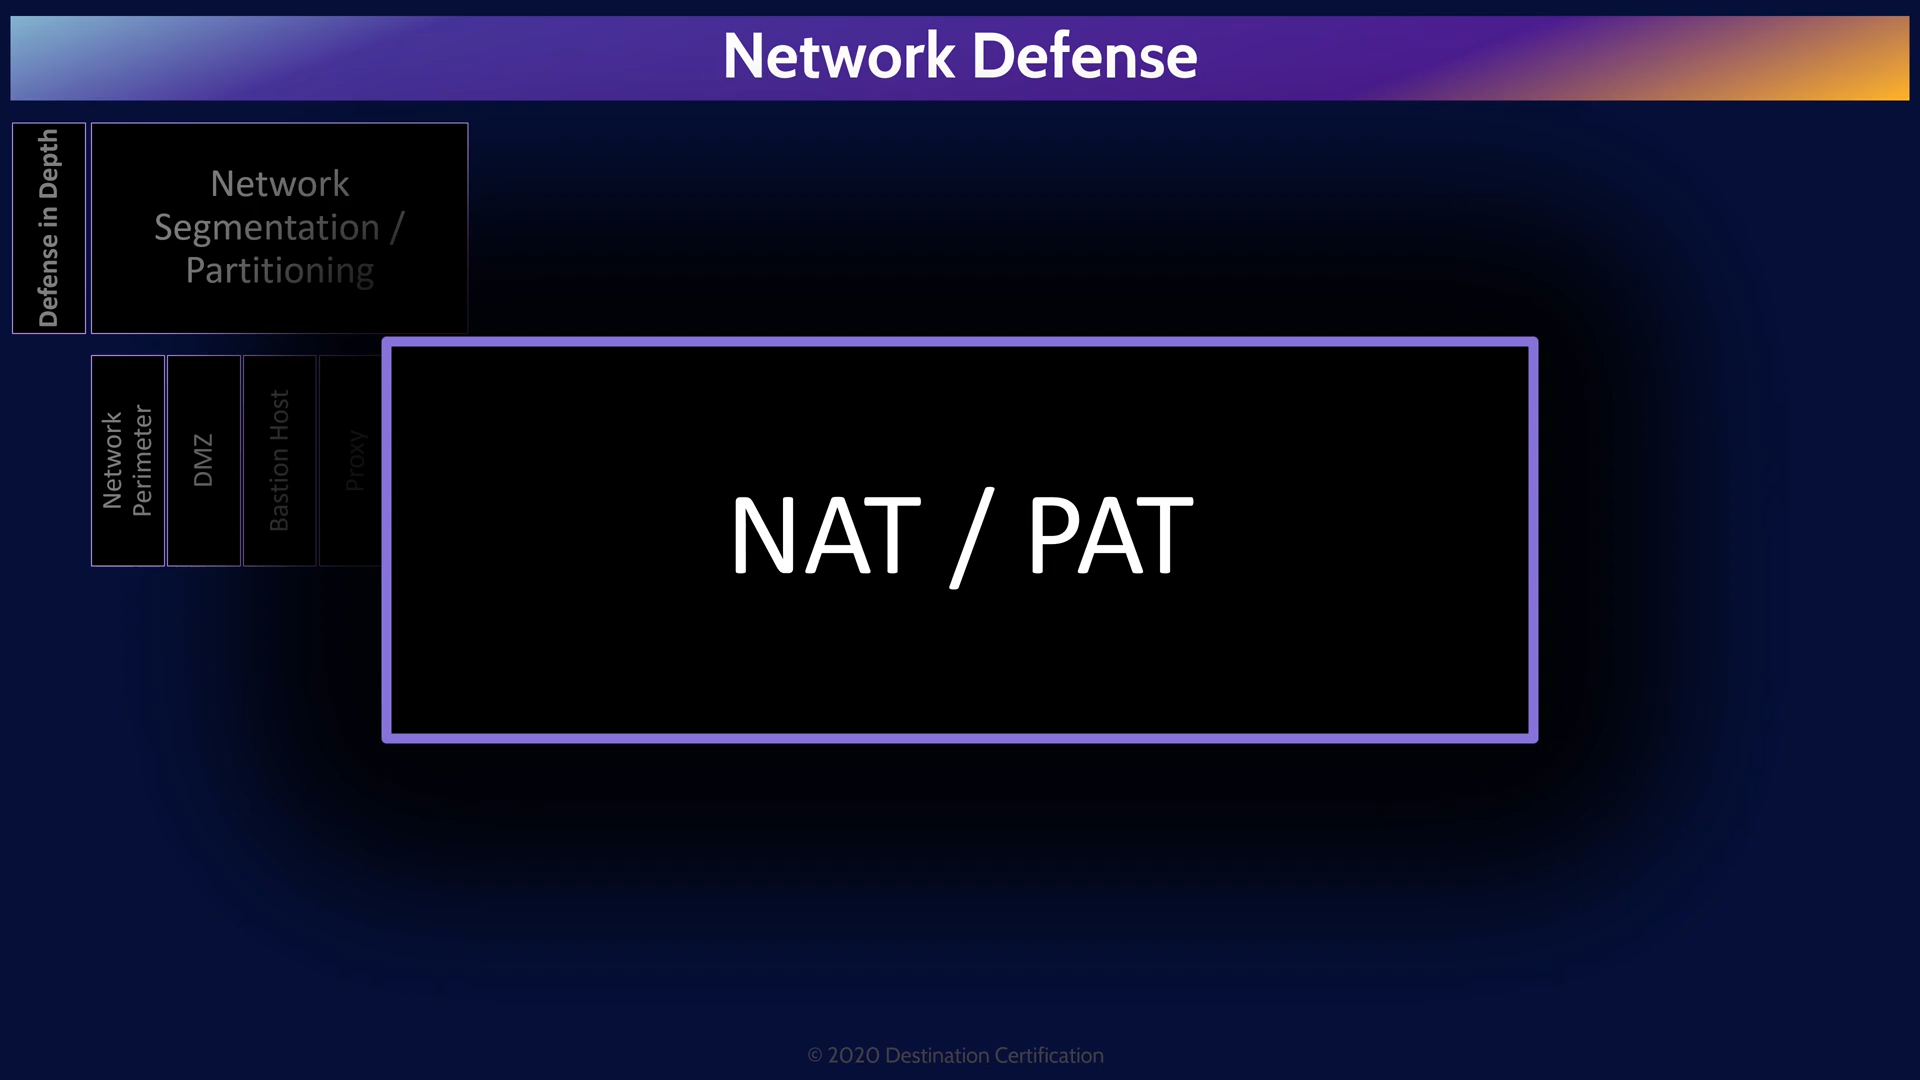 Network Defense
Defense in Depth
Network
Segmentation /
Partitioning
Network
Perimeter
DMZ
Bastion Host
Proxy
NAT / PAT
© 2020 Destination Certification